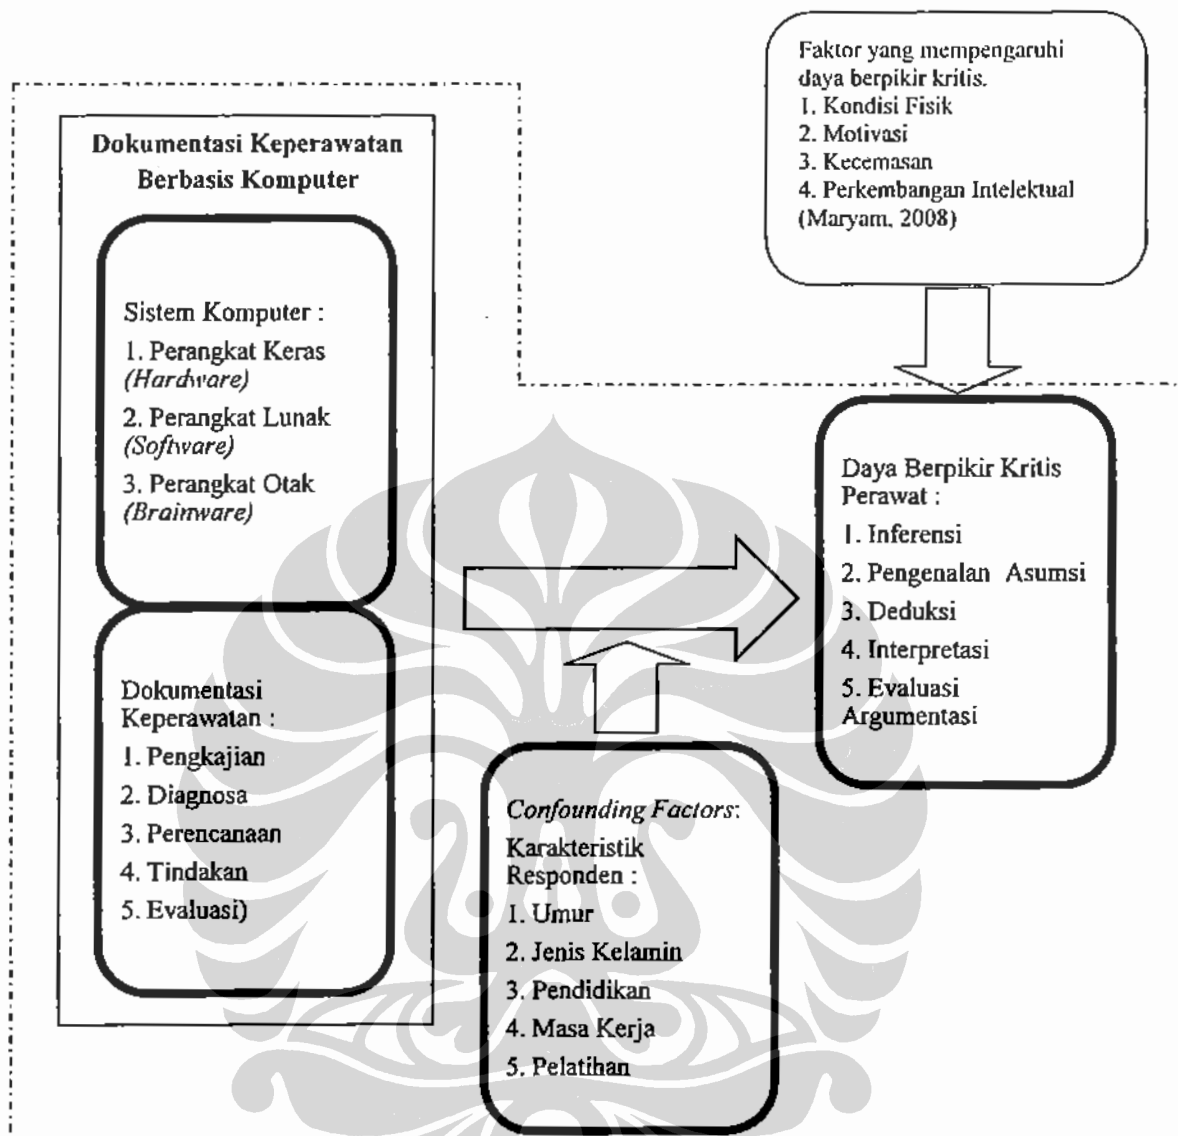 Faktor yang mempengaruhi
daya berpikir kritis.
1. Kondisi Fisik
2. Motivasi
3. Kecemasan
4. Perkembangan Intelektual
(Maryam, 2008)
Dokumentasi Keperawatan
Berbasis Komputer
Sistem Komputer :
1. Perangkat Keras
(Hardware)
2. Perangkat Lunak
(Software)
3. Perangkat Otak
(Brainware)
Dokumentasi
Keperawatan :
1. Pengkajian
2. Diagnosa
3. Perencanaan
4. Tindakan
5. Evaluasi)
Daya Berpikir Kritis
Perawat :
1. Inferensi
2. Pengenalan Asumsi
3. Deduksi
4. Interpretasi
5. Evaluasi
Argumentasi
Confounding Factors:
Karakteristik
Responden :
1. Umur
2. Jenis Kelamin
3. Pendidikan
4. Masa Kerja
5. Pelatihan